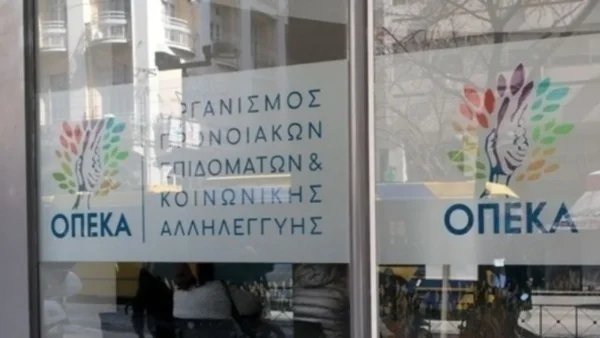 ΟΡΓΑΝΙΣΜΟΣ
ΠΡΟΝΟΙΑΚΩΝ
ΕΠΙΔΟΜΑΤΩΝ &
ΚΟΙΝΩΝΙΚΗΣ
ΑΛΛΗΛΕΓΓΥΗΣ
ΟΠΕΚΑ
ΟΠΕΚΑ